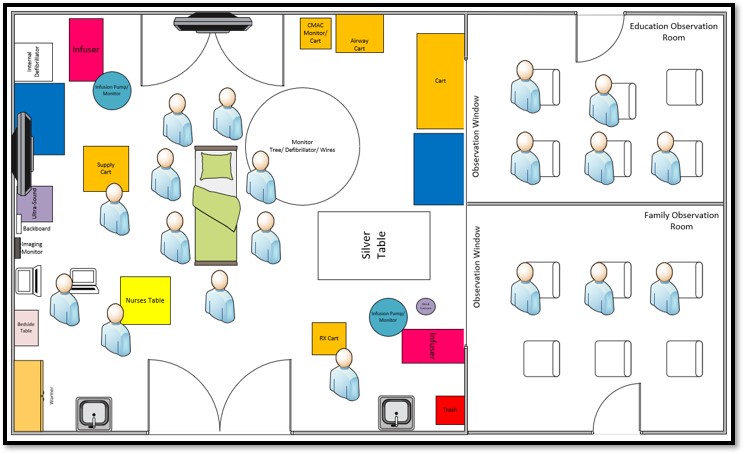 Internal
Defibrillator
Infuser
Infusion Pump/
Monitor
CMAC
Monitor/
Cart
Airway
Cart
Cart
Education Observation
Room
Observation Window
Monitor
Tree/ Defibrillator/ Wires
Supply
Cart
Ultra-Sound
Backboard
Imaging
Monitor
Silver
Table
Family Observation
Room
Observation Window
Nurses Table
Bedside
Table
Infusion Pump/
Monitor
RX Cart
Infuser
Warmer
Trash